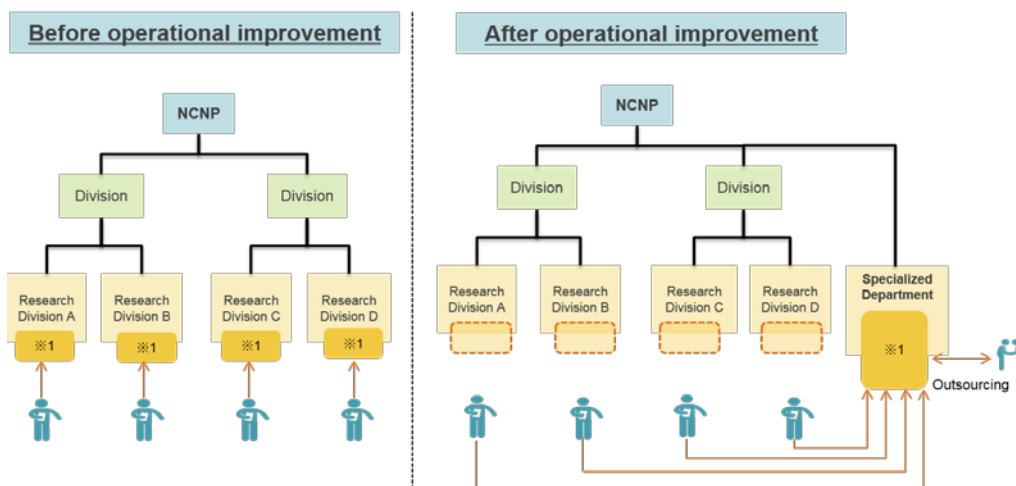 Before operational improvement
NCNP
Division
Division
Research
Division A
Research
Division B
Research
Division C
Research
Division D
※1
※1
※1
※1
After operational improvement
NCNP
Division
Division
Research
Division A
Research
Division B
Research
Division C
Research
Division D
Specialized
Department
※1
Outsourcing